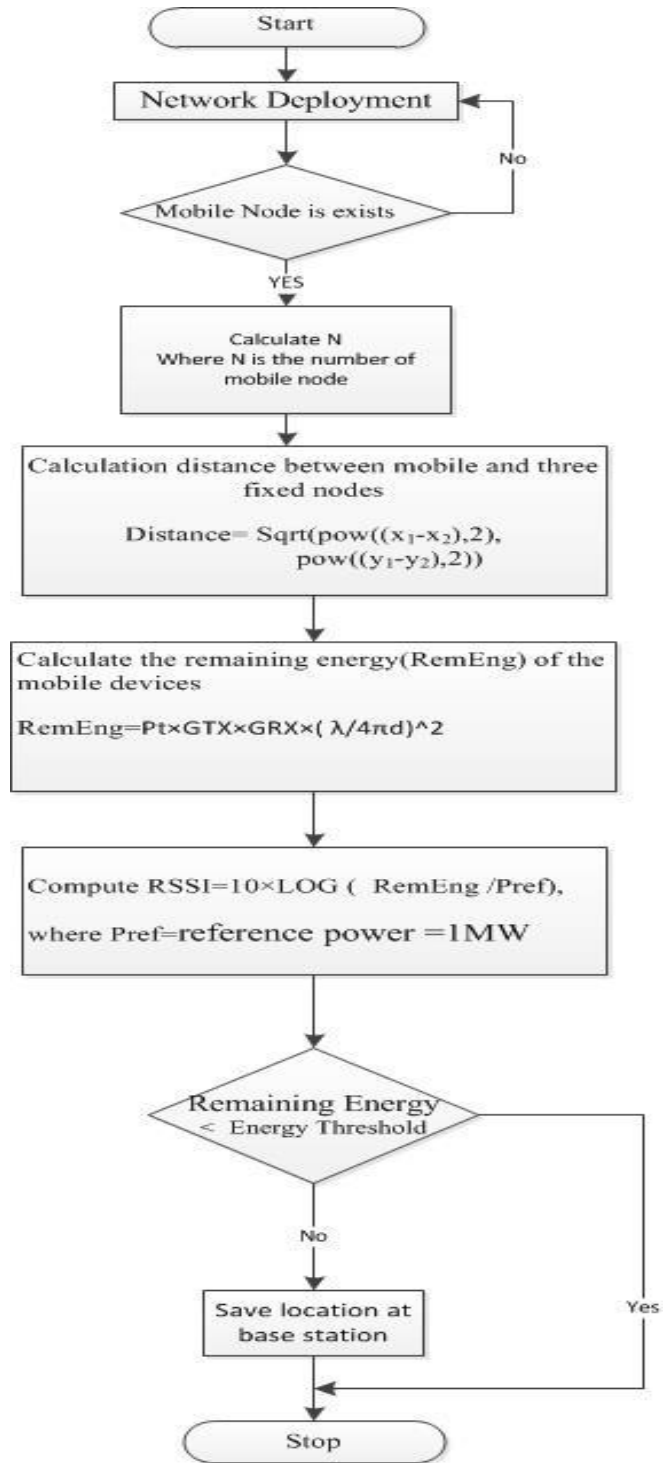 Start
Network Deployment
No
Mobile Node is exists
YES
Calculate N
Where N is the number of
mobile node
Calculation distance between mobile and three
fixed nodes
Distance= Sqrt(pow((x₁-x₂),2),
pow((y₁-y₂),2))
Calculate the remaining energy(RemEng) of the
mobile devices
RemEng=Pt×GTX×GRX×( λ/4πd)^2
Compute RSSI=10×LOG ( RemEng /Pref),
where Pref=reference power =1MW
Remaining Energy
< Energy Threshold
No
Yes
Save location at
base station
Stop